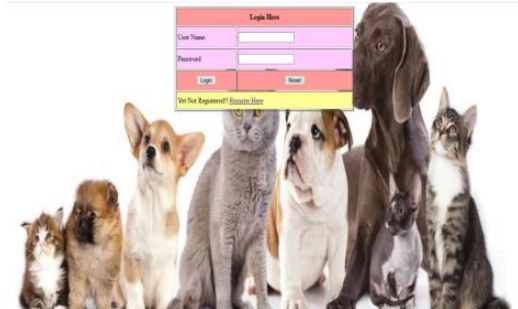 Login Here
User Name
Password
Login Reset
Yet Not Registered!! Register Here